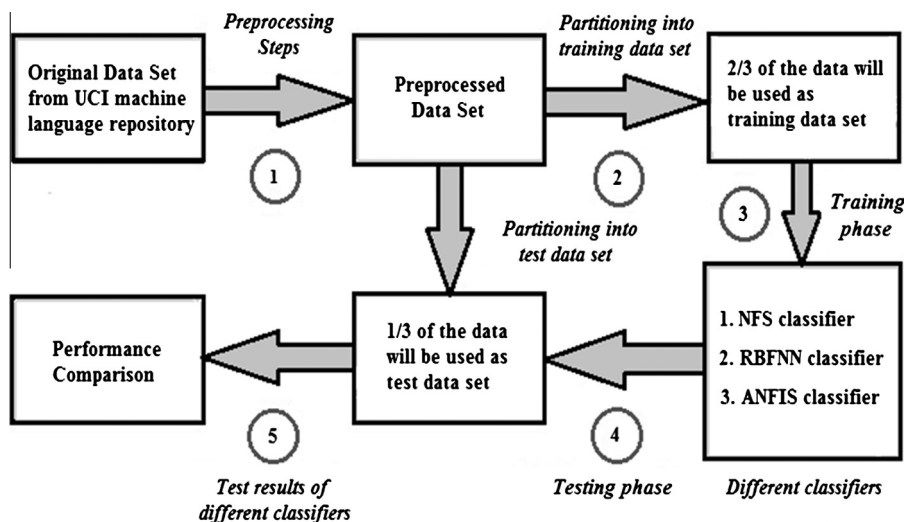 Preprocessing
Steps
Partitioning into
training data set
Original Data Set
from UCI machine
language repository
Preprocessed
Data Set
2/3 of the data will
be used as
training data set
1
2
3
Training
phase
Partitioning into
test data set
Performance
Comparison
1/3 of the data
will be used as
test data set
1. NFS classifier
2. RBFNN classifier
3. ANFIS classifier
5
4
Test results of
different classifiers
Testing phase
Different classifiers